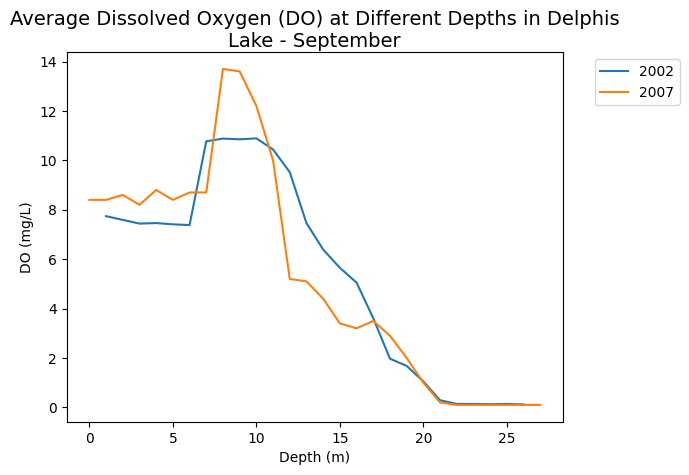 Average Dissolved Oxygen (DO) at Different Depths in Delphis
Lake - September
14
12
10
8
6
4
2
0
DO (mg/L)
0 5 10 15 20 25
Depth (m)
2002
2007